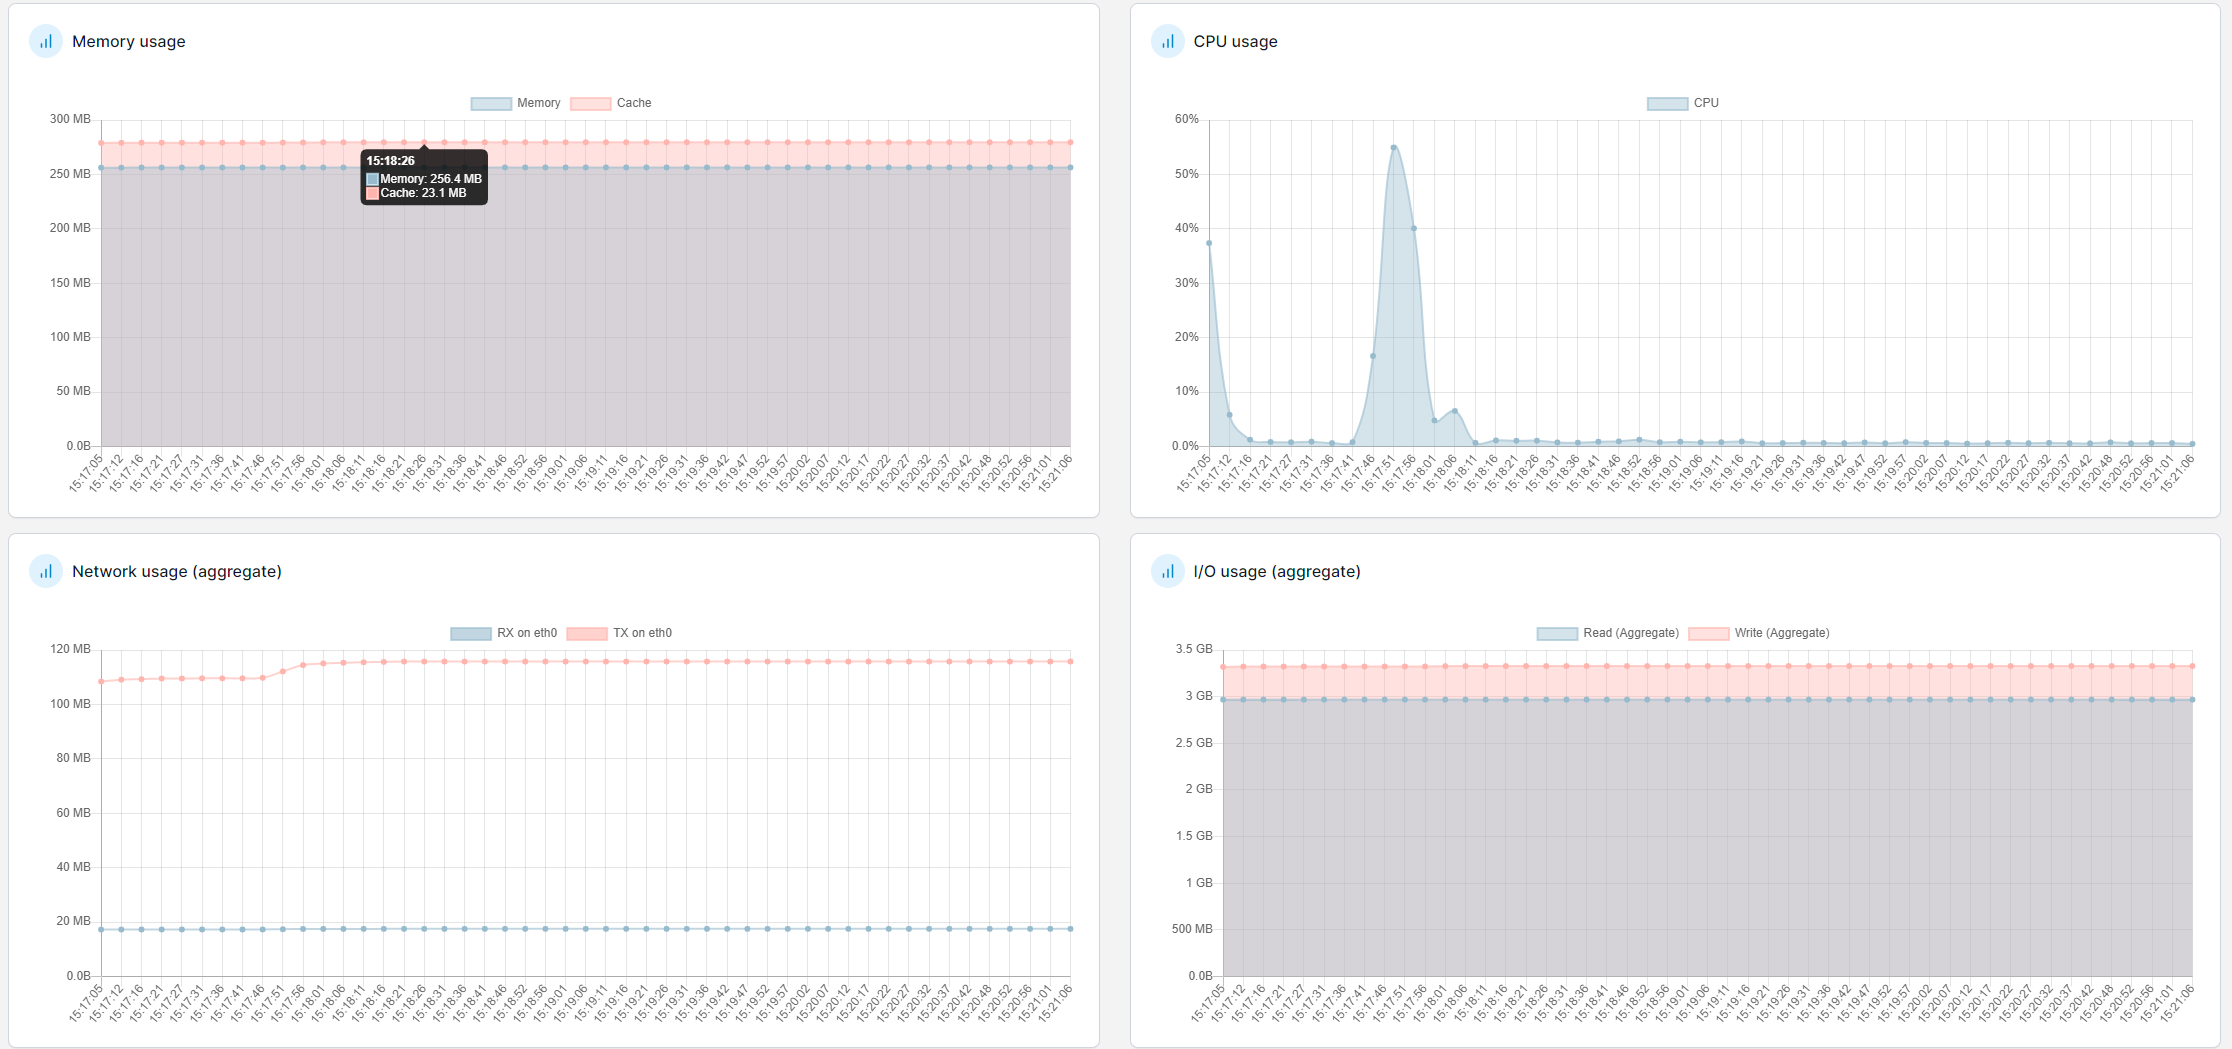 Memory usage
Memory Cache
300 MB
250 MB
200 MB
150 MB
100 MB
50 MB
0.0B
15:18:26
Memory: 256.4 MB
Cache: 23.1 MB
15:17:05 15:17:12 15:17:16 15:17:21 15:17:27 15:17:31 15:17:36 15:17:41 15:17:46 15:17:51 15:17:56 15:18:01 15:18:06 15:18:11 15:18:16 15:18:21 15:18:26 15:18:31 15:18:36 15:18:41 15:18:46 15:18:52 15:18:56 15:19:01 15:19:06 15:19:11 15:19:16 15:19:21 15:19:26 15:19:31 15:19:36 15:19:42 15:19:47 15:19:52 15:19:57 15:20:02 15:20:07 15:20:12 15:20:17 15:20:22 15:20:27 15:20:32 15:20:37 15:20:42 15:20:48 15:20:52 15:20:56 15:21:01 15:21:06
CPU usage
CPU
60%
50%
40%
30%
20%
10%
0.0%
15:17:05 15:17:12 15:17:16 15:17:21 15:17:27 15:17:31 15:17:36 15:17:41 15:17:46 15:17:51 15:17:56 15:18:01 15:18:06 15:18:11 15:18:16 15:18:21 15:18:26 15:18:31 15:18:36 15:18:41 15:18:46 15:18:52 15:18:56 15:19:01 15:19:06 15:19:11 15:19:16 15:19:21 15:19:26 15:19:31 15:19:36 15:19:42 15:19:47 15:19:52 15:19:57 15:20:02 15:20:07 15:20:12 15:20:17 15:20:22 15:20:27 15:20:32 15:20:37 15:20:42 15:20:48 15:20:52 15:20:56 15:21:01 15:21:06
Network usage (aggregate)
RX on eth0 TX on eth0
120 MB
100 MB
80 MB
60 MB
40 MB
20 MB
0.0B
15:17:05 15:17:12 15:17:16 15:17:21 15:17:27 15:17:31 15:17:36 15:17:41 15:17:46 15:17:51 15:17:56 15:18:01 15:18:06 15:18:11 15:18:16 15:18:21 15:18:26 15:18:31 15:18:36 15:18:41 15:18:46 15:18:52 15:18:56 15:19:01 15:19:06 15:19:11 15:19:16 15:19:21 15:19:26 15:19:31 15:19:36 15:19:42 15:19:47 15:19:52 15:19:57 15:20:02 15:20:07 15:20:12 15:20:17 15:20:22 15:20:27 15:20:32 15:20:37 15:20:42 15:20:48 15:20:52 15:20:56 15:21:01 15:21:06
I/O usage (aggregate)
Read (Aggregate) Write (Aggregate)
3.5 GB
3 GB
2.5 GB
2 GB
1.5 GB
1 GB
500 MB
0.0B
15:17:05 15:17:12 15:17:16 15:17:21 15:17:27 15:17:31 15:17:36 15:17:41 15:17:46 15:17:51 15:17:56 15:18:01 15:18:06 15:18:11 15:18:16 15:18:21 15:18:26 15:18:31 15:18:36 15:18:41 15:18:46 15:18:52 15:18:56 15:19:01 15:19:06 15:19:11 15:19:16 15:19:21 15:19:26 15:19:31 15:19:36 15:19:42 15:19:47 15:19:52 15:19:57 15:20:02 15:20:07 15:20:12 15:20:17 15:20:22 15:20:27 15:20:32 15:20:37 15:20:42 15:20:48 15:20:52 15:20:56 15:21:01 15:21:06